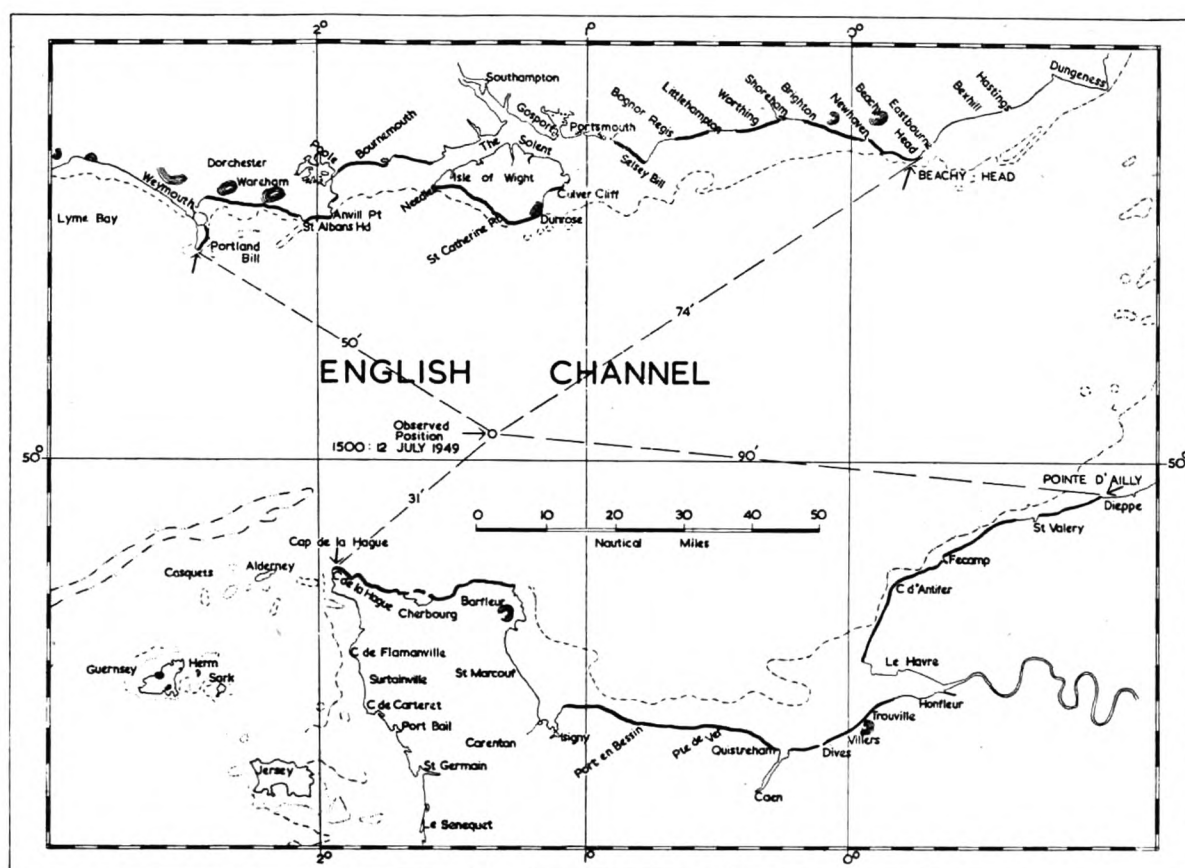 2°
1°
0°
Southampton
Gosport
Portsmouth
The Solent
Bognor Regis
Selsey Bill
Littlehampton
Worthing
Shoreham
Brighton
Newhaven
Beachy Head
Eastbourne
Bexhill
Hastings
Dungeness
BEACHY HEAD
Bournemouth
Poole
Dorchester
Wareham
Weymouth
Lyme Bay
Portland
Bill
St Albans Hd
Anvill Pt
Needles
Isle of Wight
Culver Cliff
Dunrose
St Catherine Pt
50'
74'
ENGLISH CHANNEL
Observed
Position
1500: 12 JULY 1949
50°
50°
90'
31'
POINTE D'AILLY
Dieppe
St Valery
Fecamp
C d'Antifer
0 10 20 30 40 50
Nautical Miles
Cap de la Hague
C de la Hague
Casquets
Alderney
Cherbourg
Barfleur
Guernsey
Herm
Sark
C de Flamanville
Surtainville
St Marcouf
C de Carteret
Port Bail
Carentan
Isigny
Port en Bessin
Pte de Ver
Quistreham
Caen
Dives
Villers
Trouville
Honfleur
Le Havre
Jersey
St Germain
Le Senequet
2°
1°
0°